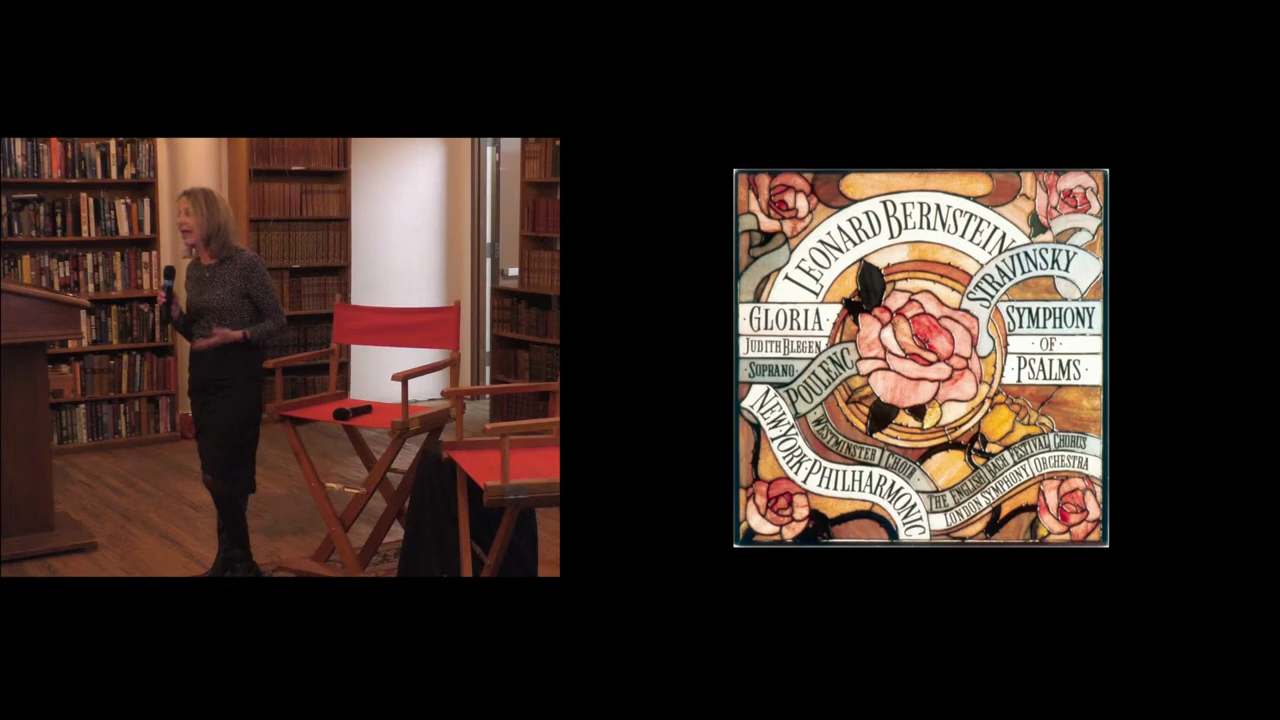 LEONARD BERNSTEIN
STRAVINSKY
·GLORIA·
JUDITH BLEGEN
·SOPRANO·
POULENC
SYMPHONY
·OF·
PSALMS
·WESTMINSTER CHOIR·
NEW·YORK·PHILHARMONIC
THE ENGLISH BACH FESTIVAL CHORUS
LONDON SYMPHONY ORCHESTRA